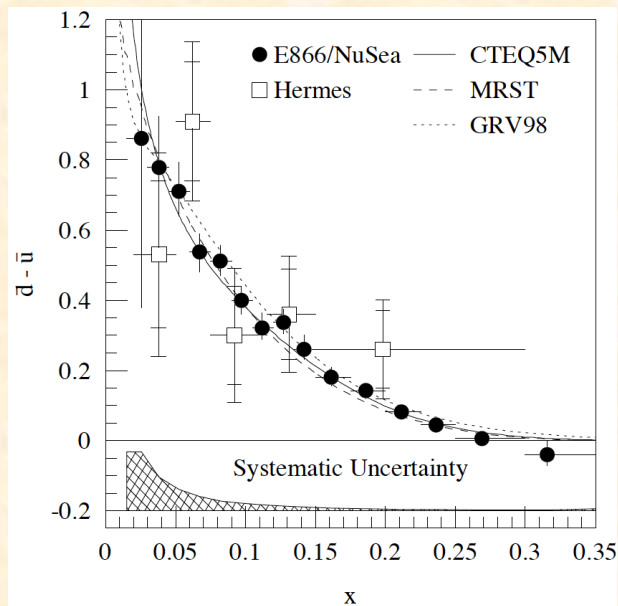 1.2
1
0.8
0.6
0.4
0.2
0
-0.2
d̄ - ū
E866/NuSea
Hermes
CTEQ5M
MRST
GRV98
Systematic Uncertainty
0 0.05 0.1 0.15 0.2 0.25 0.3 0.35
x